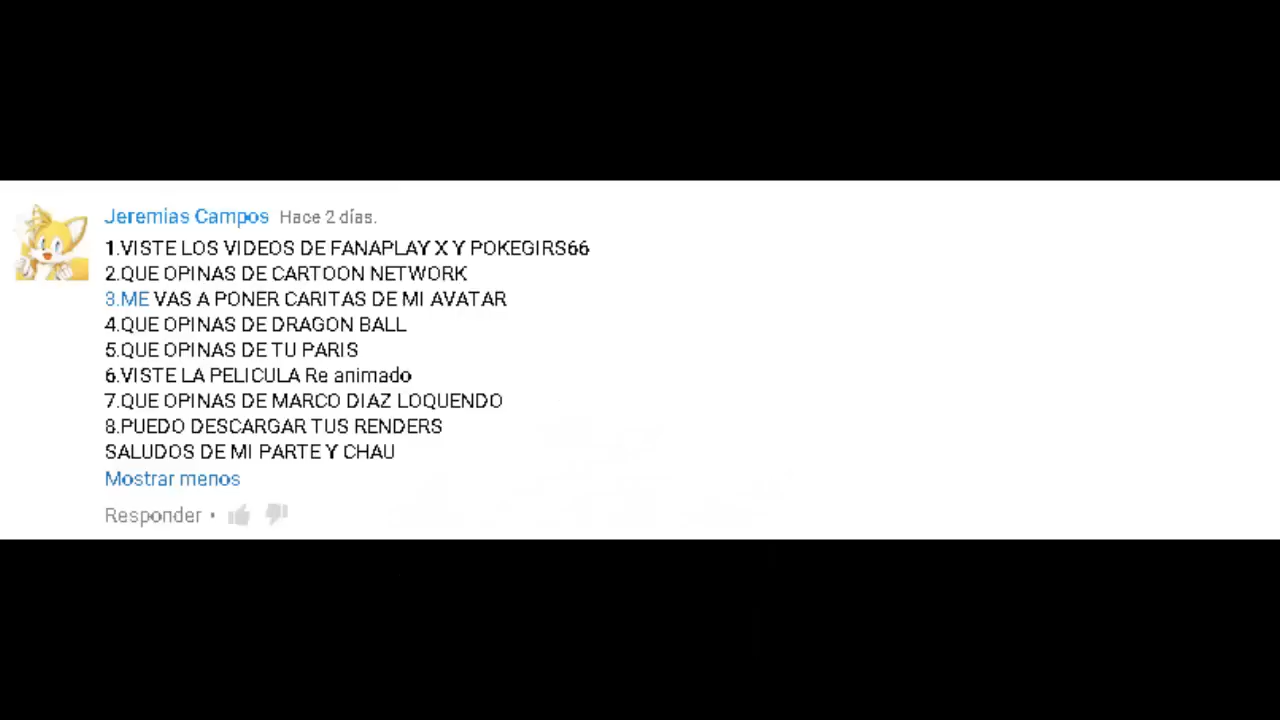 Jeremias Campos Hace 2 días.
1.VISTE LOS VIDEOS DE FANAPLAY X Y POKEGIRS66
2.QUE OPINAS DE CARTOON NETWORK
3.ME VAS A PONER CARITAS DE MI AVATAR
4.QUE OPINAS DE DRAGON BALL
5.QUE OPINAS DE TU PARIS
6.VISTE LA PELICULA Re animado
7.QUE OPINAS DE MARCO DIAZ LOQUENDO
8.PUEDO DESCARGAR TUS RENDERS
SALUDOS DE MI PARTE Y CHAU
Mostrar menos
Responder •